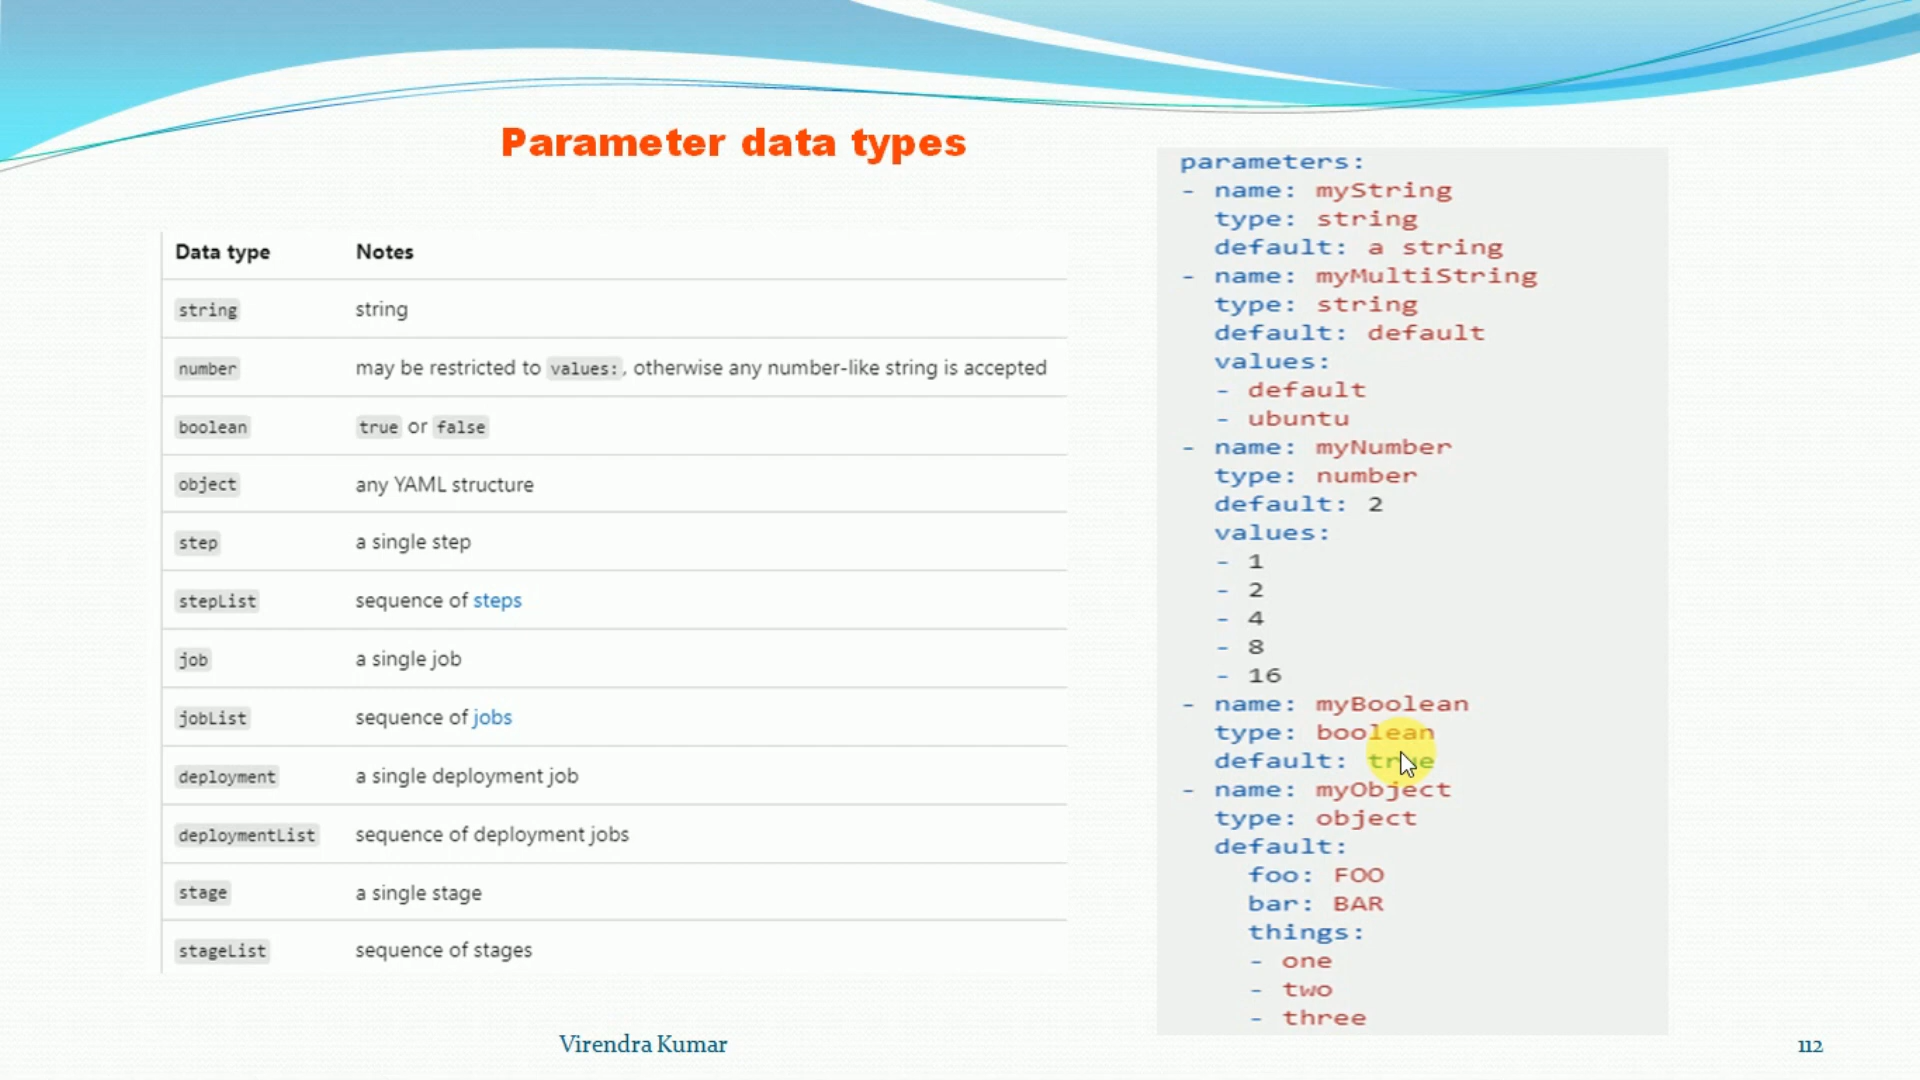 Parameter data types
Data type Notes
string string
number may be restricted to values:, otherwise any number-like string is accepted
boolean true or false
object any YAML structure
step a single step
stepList sequence of steps
job a single job
jobList sequence of jobs
deployment a single deployment job
deploymentList sequence of deployment jobs
stage a single stage
stageList sequence of stages
parameters:
- name: myString
type: string
default: a string
- name: myMultiString
type: string
default: default
values:
- default
- ubuntu
- name: myNumber
type: number
default: 2
values:
- 1
- 2
- 4
- 8
- 16
- name: myBoolean
type: boolean
default: true
- name: myObject
type: object
default:
foo: FOO
bar: BAR
things:
- one
- two
- three
Virendra Kumar
112